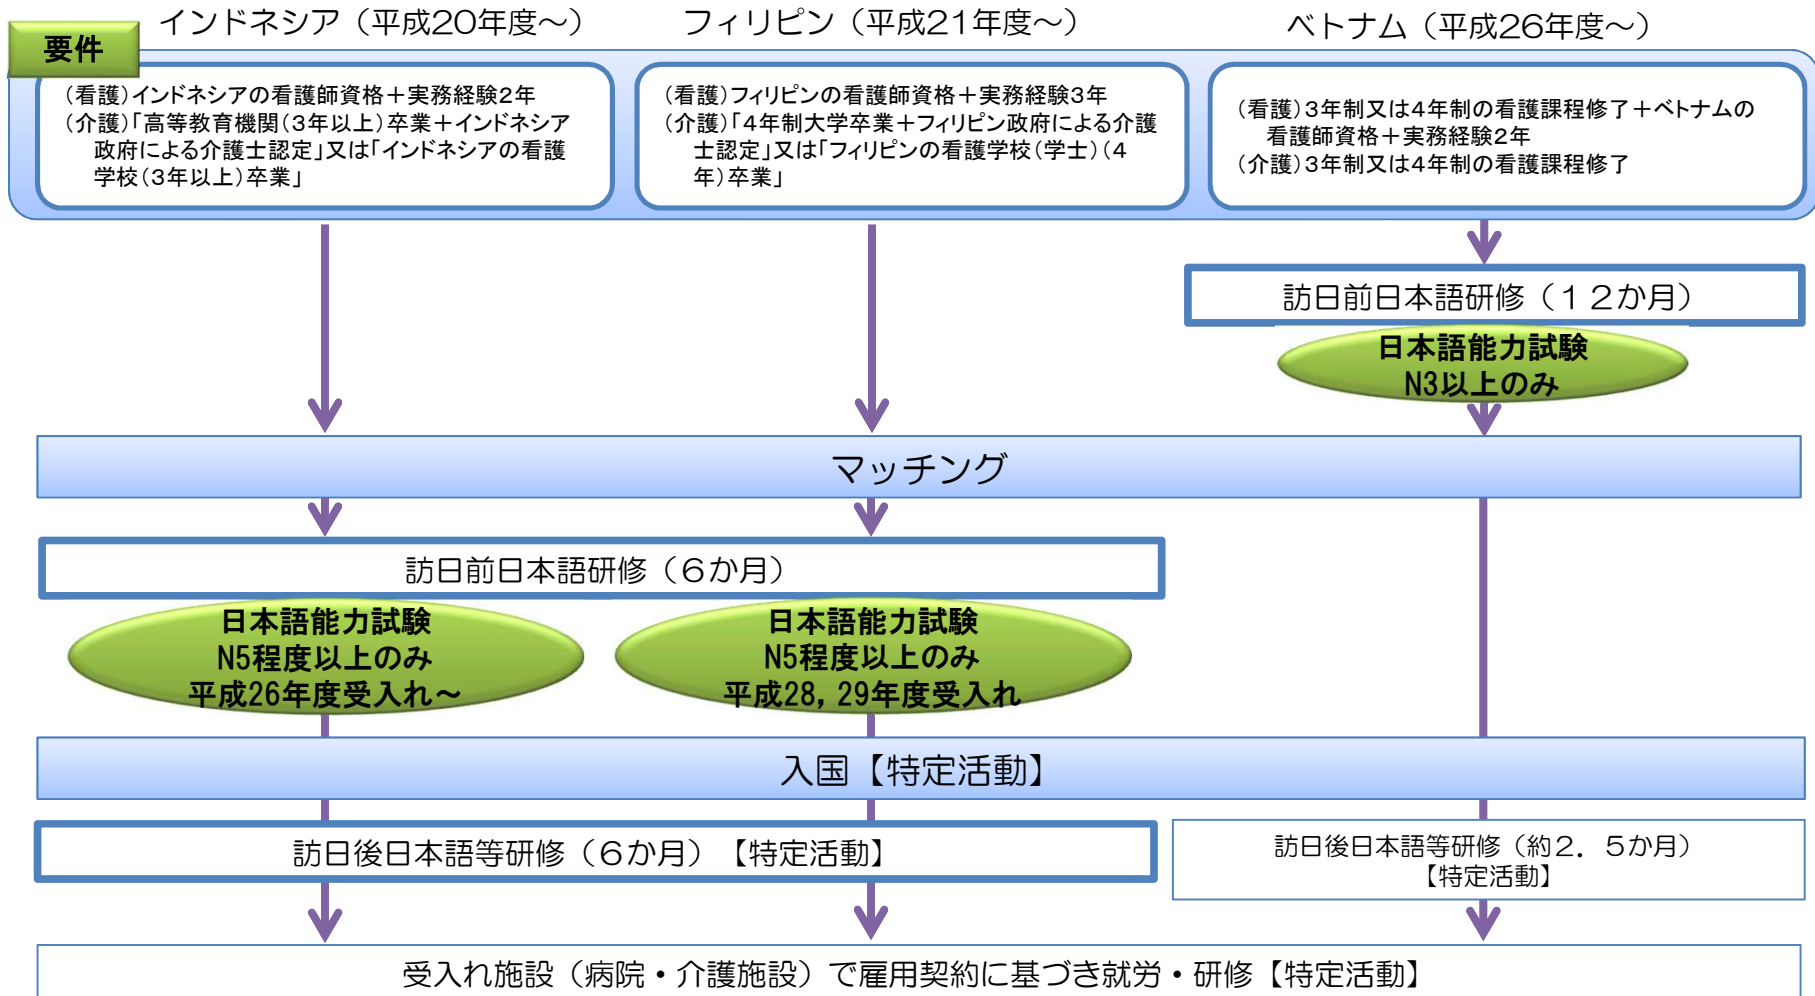 インドネシア（平成20年度～）
フィリピン（平成21年度～）
ベトナム（平成26年度～）
要件
（看護）インドネシアの看護師資格＋実務経験2年
（介護）「高等教育機関（3年以上）卒業＋インドネシア
政府による介護士認定」又は「インドネシアの看護
学校（3年以上）卒業」
（看護）フィリピンの看護師資格＋実務経験3年
（介護）「4年制大学卒業＋フィリピン政府による介護
士認定」又は「フィリピンの看護学校（学士）（4
年）卒業」
（看護）3年制又は4年制の看護課程修了＋ベトナムの
看護師資格＋実務経験2年
（介護）3年制又は4年制の看護課程修了
訪日前日本語研修（１２か月）
日本語能力試験
N3以上のみ
マッチング
訪日前日本語研修（6か月）
日本語能力試験
N5程度以上のみ
平成26年度受入れ～
日本語能力試験
N5程度以上のみ
平成28，29年度受入れ
入国【特定活動】
訪日後日本語等研修（6か月）【特定活動】
訪日後日本語等研修（約2．5か月）
【特定活動】
受入れ施設（病院・介護施設）で雇用契約に基づき就労・研修【特定活動】